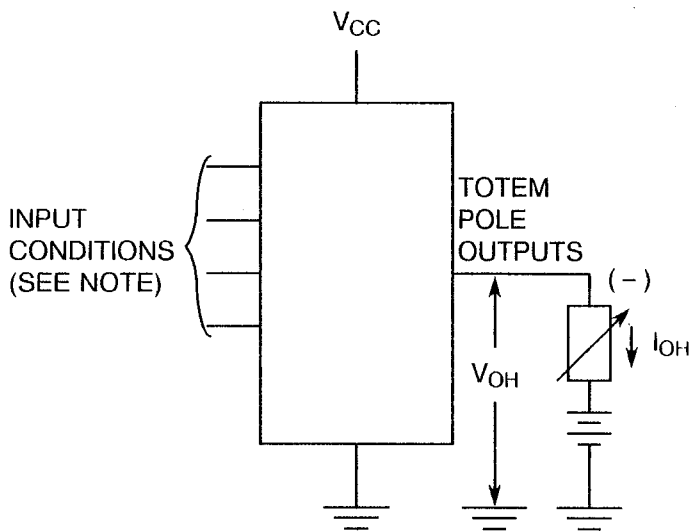 VCC
INPUT
CONDITIONS
(SEE NOTE)
TOTEM
POLE
OUTPUTS
(−)
IOH
VOH